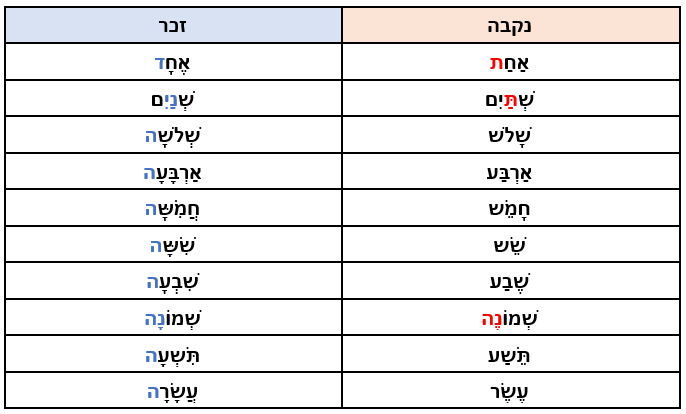 נקבה זכר
אַחַת אֶחָד
שְׁתַּיִם שְׁנַיִם
שָׁלֹשׁ שְׁלֹשָׁה
אַרְבַּע אַרְבָּעָה
חָמֵשׁ חֲמִשָּׁה
שֵׁשׁ שִׁשָּׁה
שֶׁבַע שִׁבְעָה
שְׁמוֹנֶה שְׁמוֹנָה
תֵּשַׁע תִּשְׁעָה
עֶשֶׂר עֲשָׂרָה